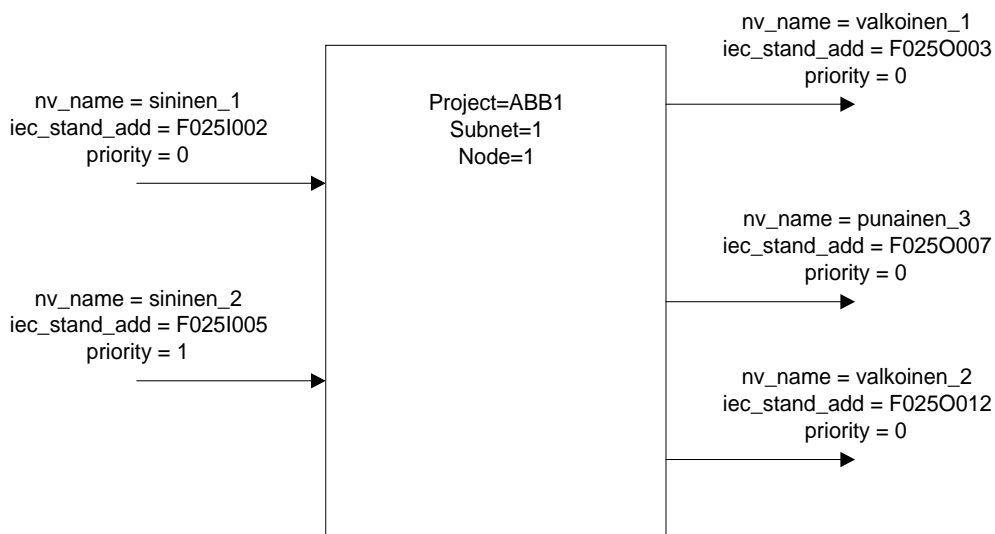 nv_name = sininen_1
iec_stand_add = F025I002
priority = 0
nv_name = sininen_2
iec_stand_add = F025I005
priority = 1
Project=ABB1
Subnet=1
Node=1
nv_name = valkoinen_1
iec_stand_add = F025O003
priority = 0
nv_name = punainen_3
iec_stand_add = F025O007
priority = 0
nv_name = valkoinen_2
iec_stand_add = F025O012
priority = 0